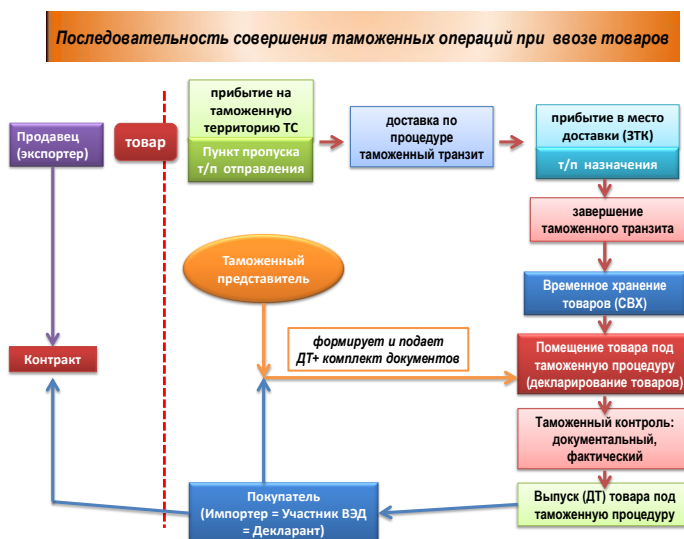 Последовательность совершения таможенных операций при ввозе товаров
Продавец
(экспортер)
товар
прибытие на
таможенную
территорию ТС
Пункт пропуска
т/п отправления
доставка по
процедуре
таможенный транзит
прибытие в место
доставки (ЗТК)
т/п назначения
завершение
таможенного транзита
Таможенный
представитель
Временное хранение
товаров (СВХ)
формирует и подает
ДТ+ комплект документов
Контракт
Помещение товара под
таможенную процедуру
(декларирование товаров)
Таможенный контроль:
документальный,
фактический
Покупатель
(Импортер = Участник ВЭД
= Декларант)
Выпуск (ДТ) товара под
таможенную процедуру